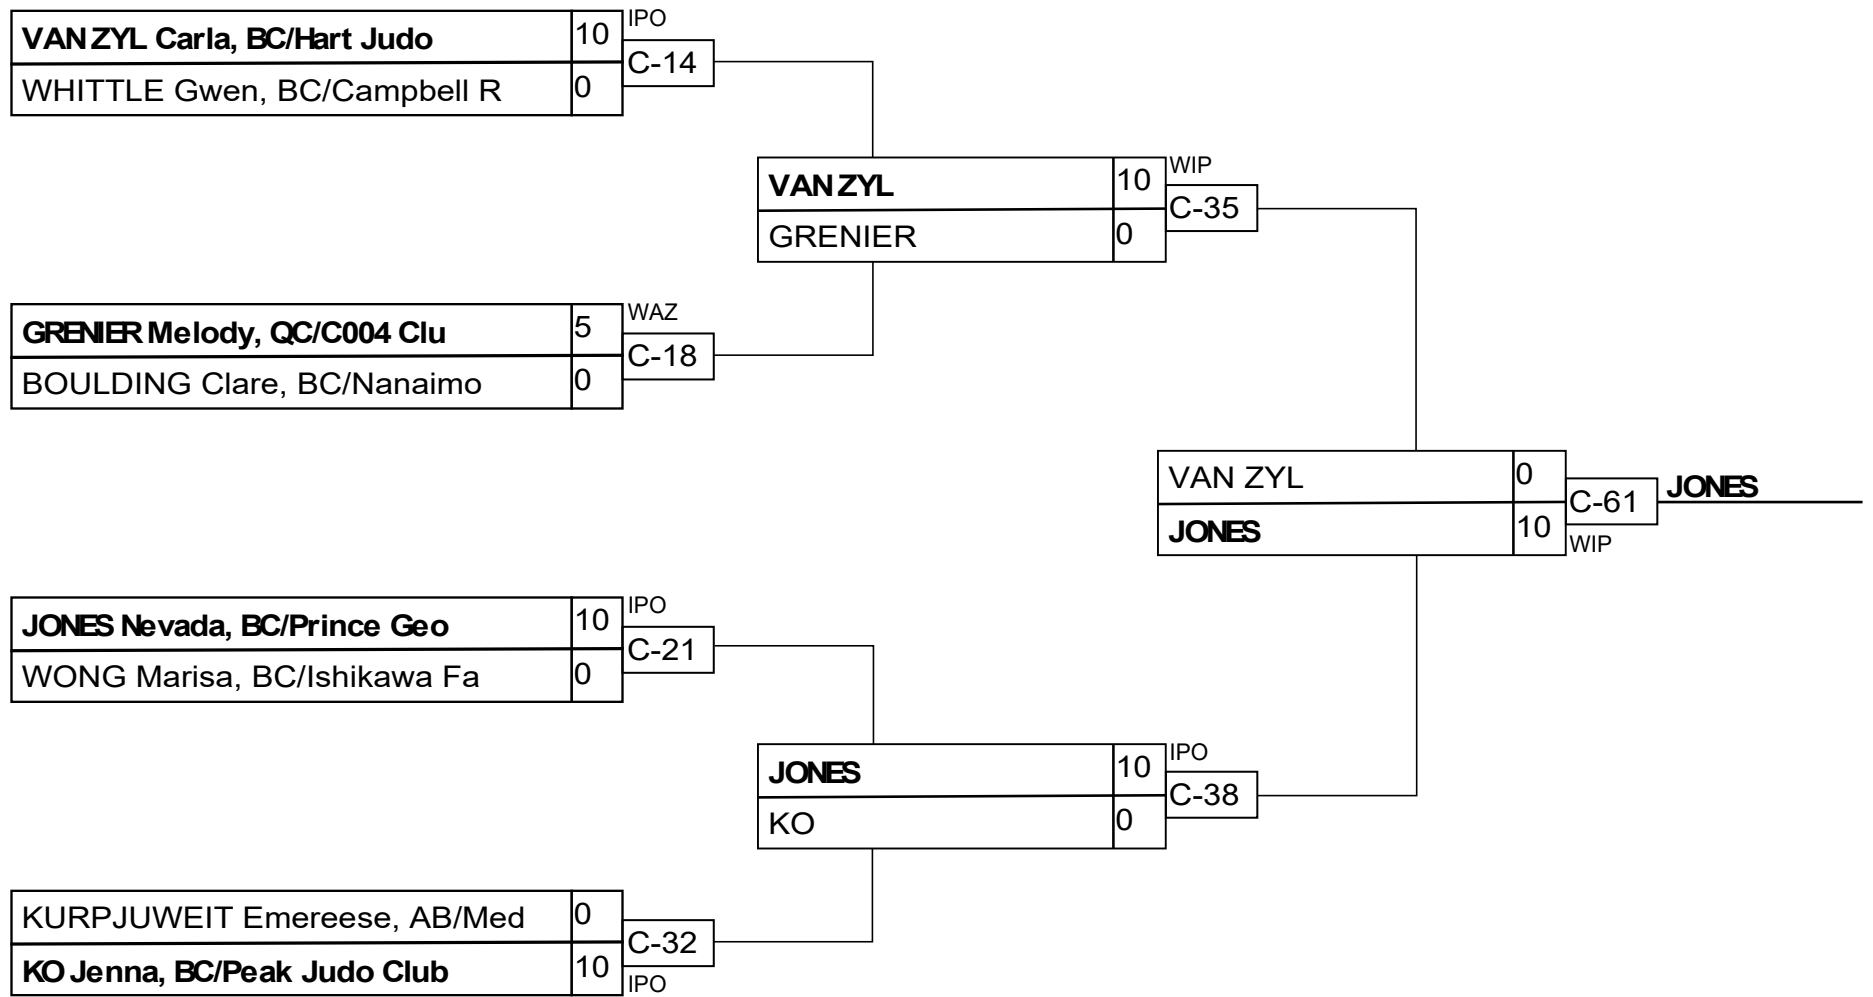 VAN ZYL Carla, BC/Hart Judo 10 IPO
C-14
WHITTLE Gwen, BC/Campbell R 0
VAN ZYL 10 WIP
C-35
GRENIER 0
GRENIER Melody, QC/C004 Clu 5 WAZ
C-18
BOULDING Clare, BC/Nanaimo 0
VAN ZYL 0
C-61 JONES
JONES 10 WIP
JONES Nevada, BC/Prince Geo 10 IPO
C-21
WONG Marisa, BC/Ishikawa Fa 0
JONES 10 IPO
C-38
KO 0
KURPJUWEIT Emereese, AB/Med 0
C-32
KO Jenna, BC/Peak Judo Club 10 IPO